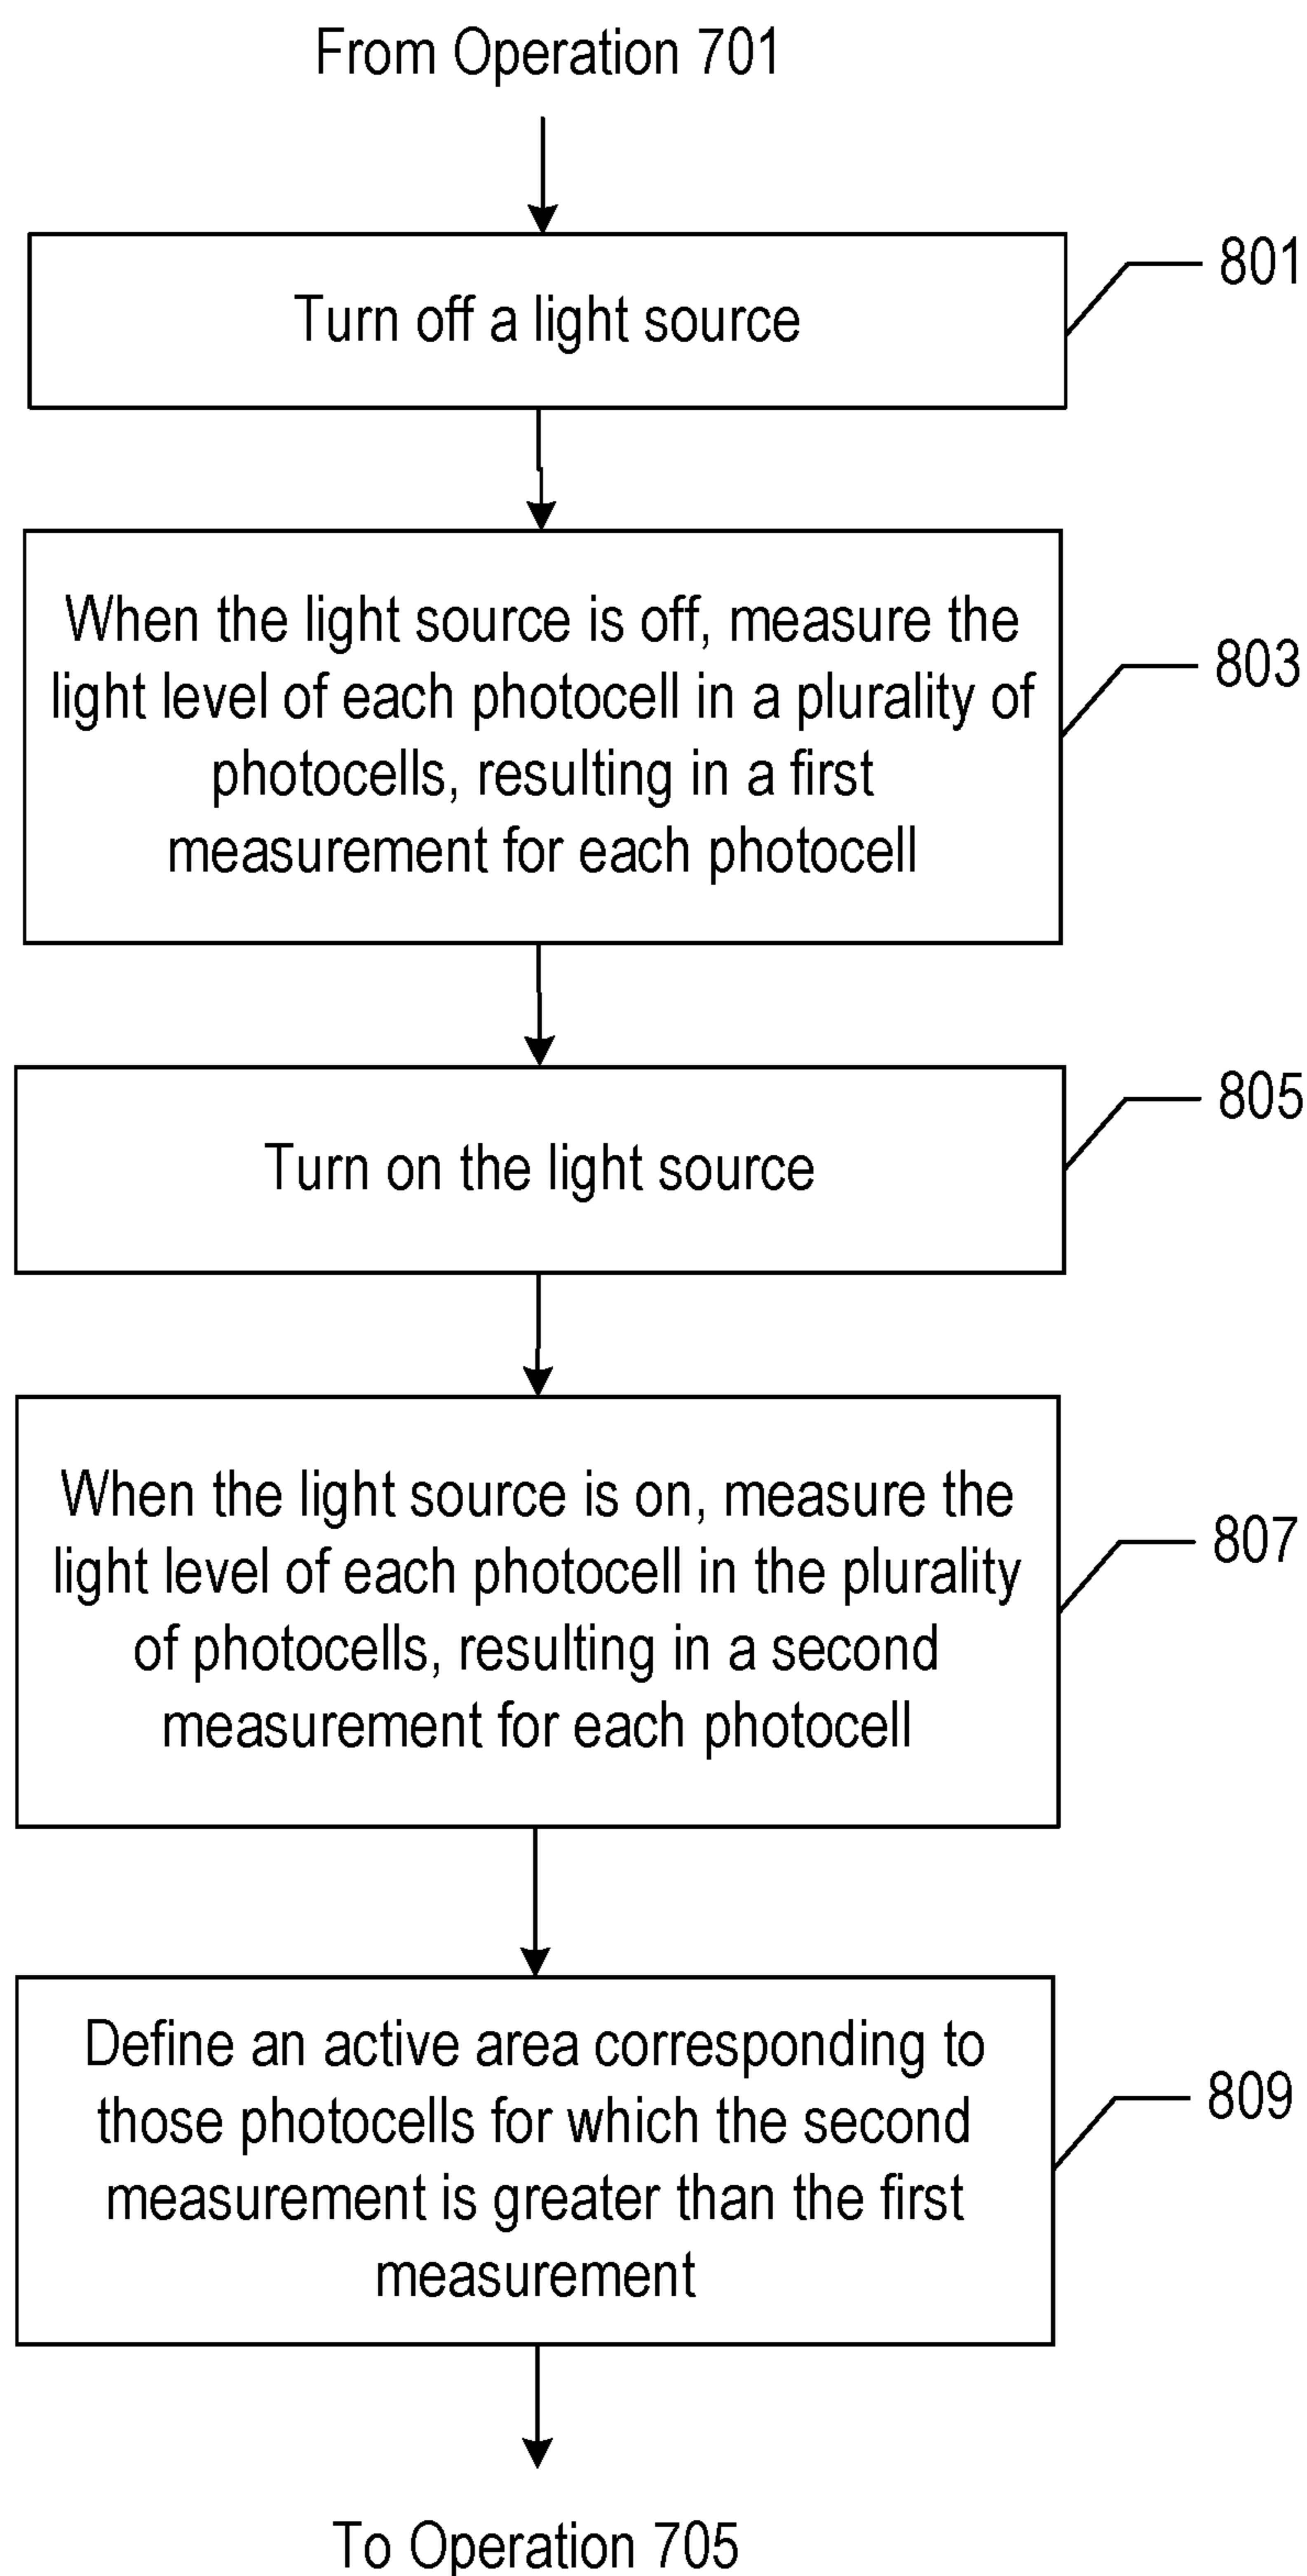 From Operation 701
Turn off a light source
801
When the light source is off, measure the
light level of each photocell in a plurality of
photocells, resulting in a first
measurement for each photocell
803
Turn on the light source
805
When the light source is on, measure the
light level of each photocell in the plurality
of photocells, resulting in a second
measurement for each photocell
807
Define an active area corresponding to
those photocells for which the second
measurement is greater than the first
measurement
809
To Operation 705